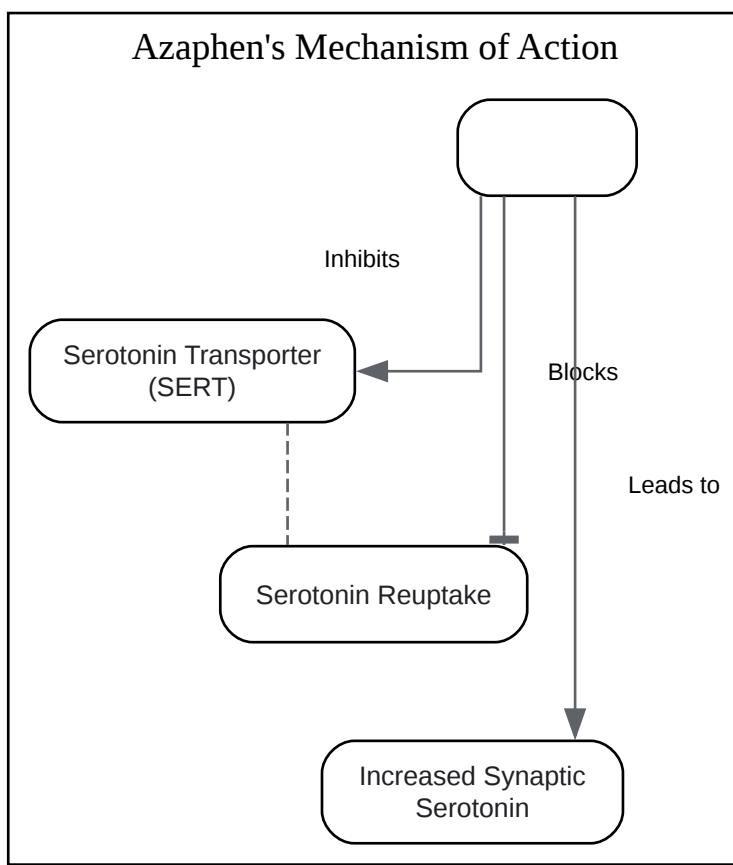 Azaphen's Mechanism of Action
Inhibits
Serotonin Transporter
(SERT)
Blocks
Leads to
Serotonin Reuptake
Increased Synaptic
Serotonin